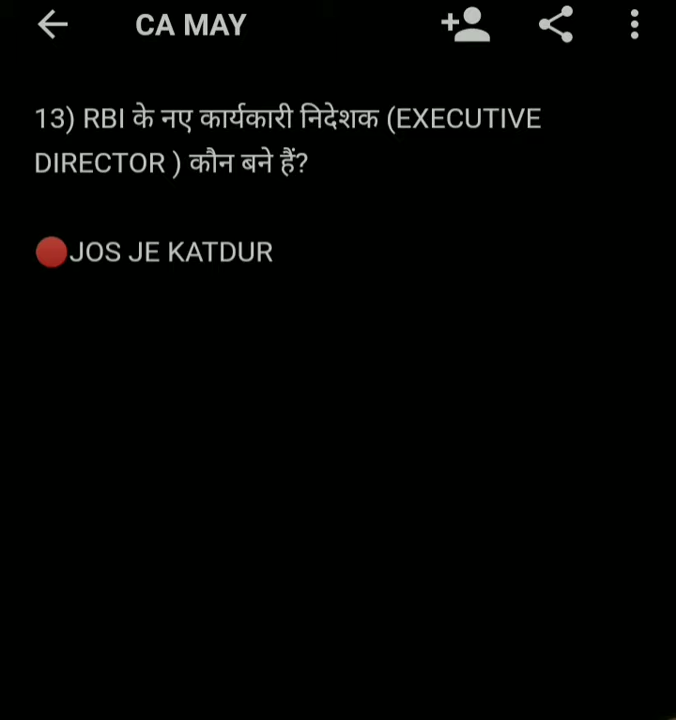 CA MAY
13) RBI के नए कार्यकारी निदेशक (EXECUTIVE
DIRECTOR ) कौन बने हैं?
🔴JOS JE KATDUR